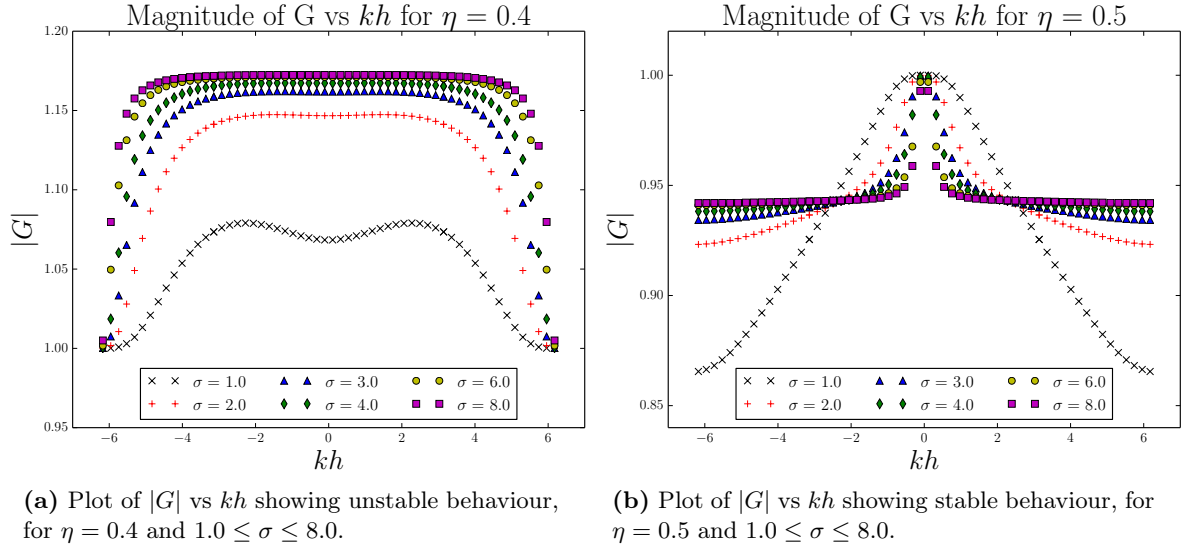 Magnitude of G vs kh for η = 0.4
1.20
1.15
1.10
1.05
1.00
0.95
|G|
σ = 1.0 σ = 3.0 σ = 6.0
σ = 2.0 σ = 4.0 σ = 8.0
−6 −4 −2 0 2 4 6
kh
(a) Plot of |G| vs kh showing unstable behaviour,
for η = 0.4 and 1.0 ≤ σ ≤ 8.0.
Magnitude of G vs kh for η = 0.5
1.00
0.95
0.90
0.85
|G|
σ = 1.0 σ = 3.0 σ = 6.0
σ = 2.0 σ = 4.0 σ = 8.0
−6 −4 −2 0 2 4 6
kh
(b) Plot of |G| vs kh showing stable behaviour, for
η = 0.5 and 1.0 ≤ σ ≤ 8.0.